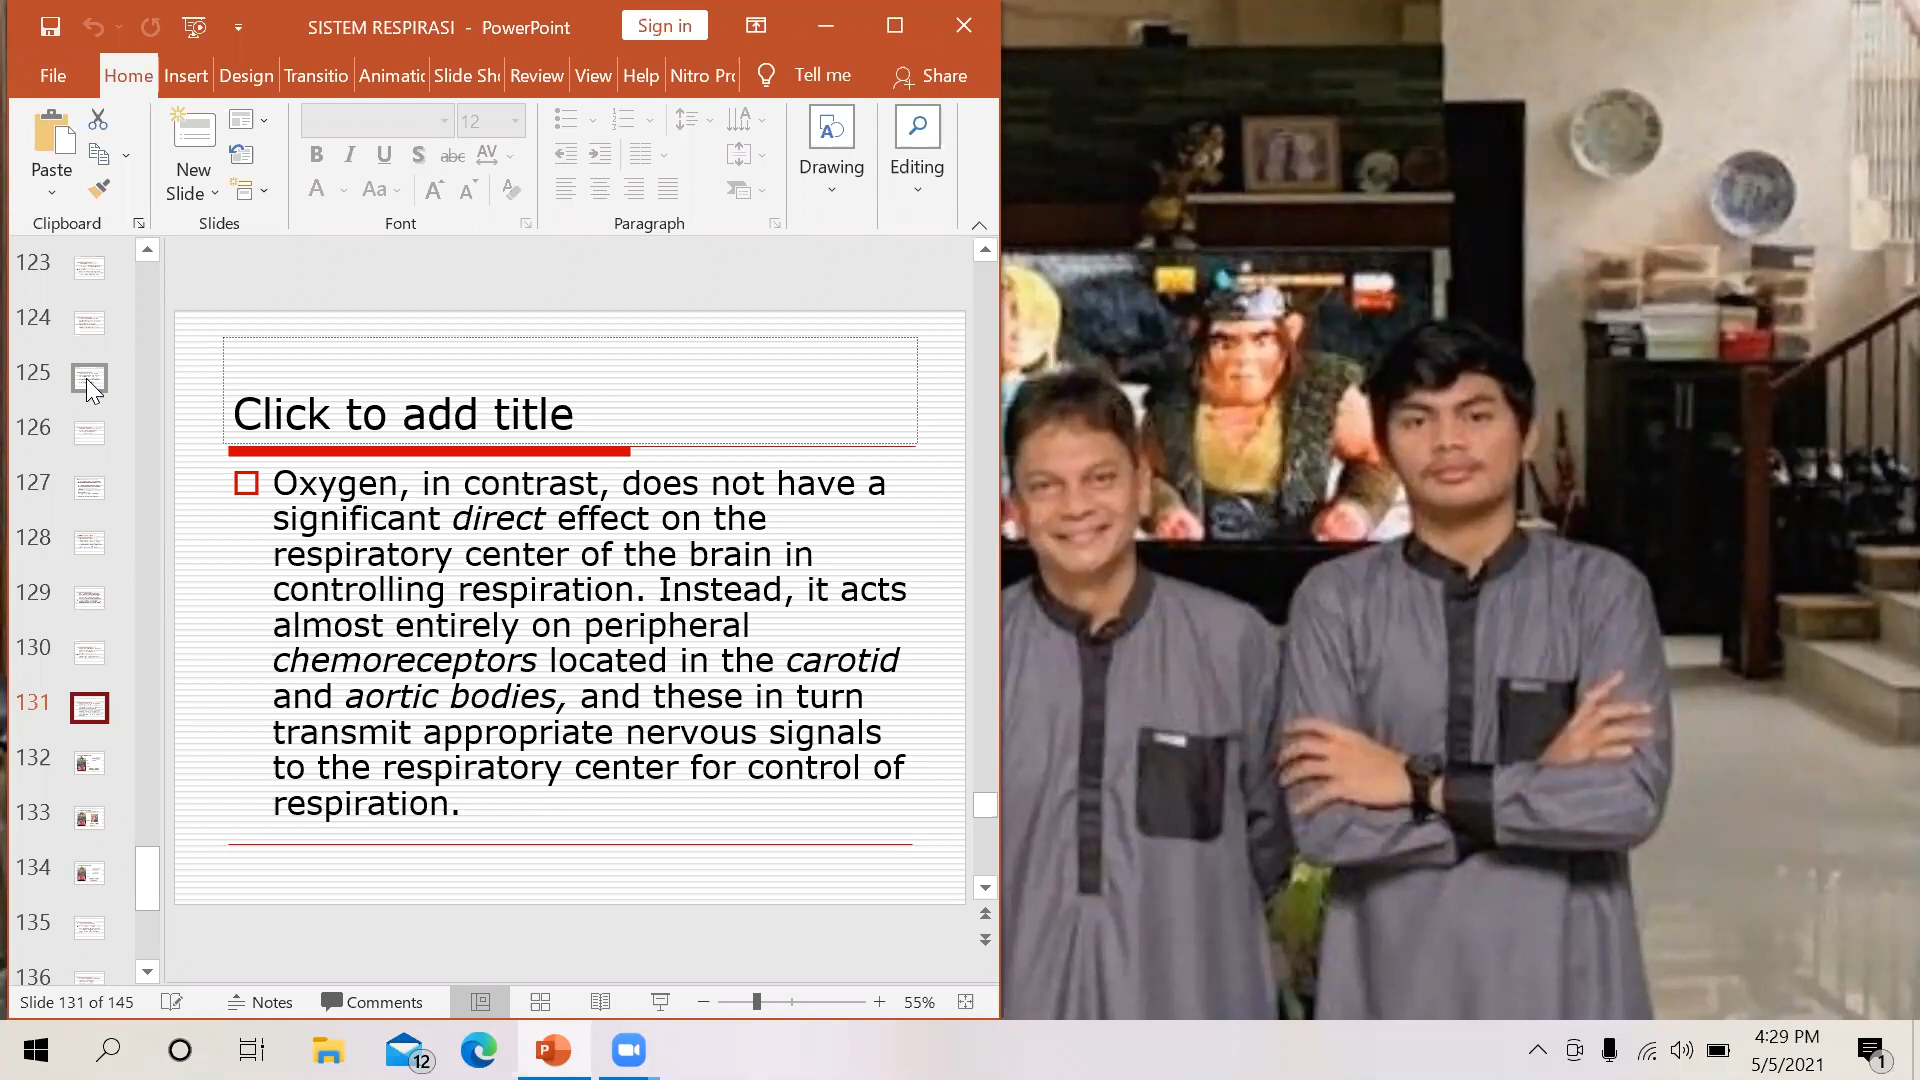 SISTEM RESPIRASI - PowerPoint
Sign in
File
Home
Insert
Design
Transitio
Animatic
Slide Sh
Review
View
Help
Nitro Pr
Tell me
Share
Paste
New
Slide
12
B I U S abc AV
A Aa A A
Drawing
Editing
Clipboard
Slides
Font
Paragraph
123
124
125
126
127
128
129
130
131
132
133
134
135
136
Click to add title
Oxygen, in contrast, does not have a
significant direct effect on the
respiratory center of the brain in
controlling respiration. Instead, it acts
almost entirely on peripheral
chemoreceptors located in the carotid
and aortic bodies, and these in turn
transmit appropriate nervous signals
to the respiratory center for control of
respiration.
Slide 131 of 145
Notes
Comments
55%
12
4:29 PM
5/5/2021
1